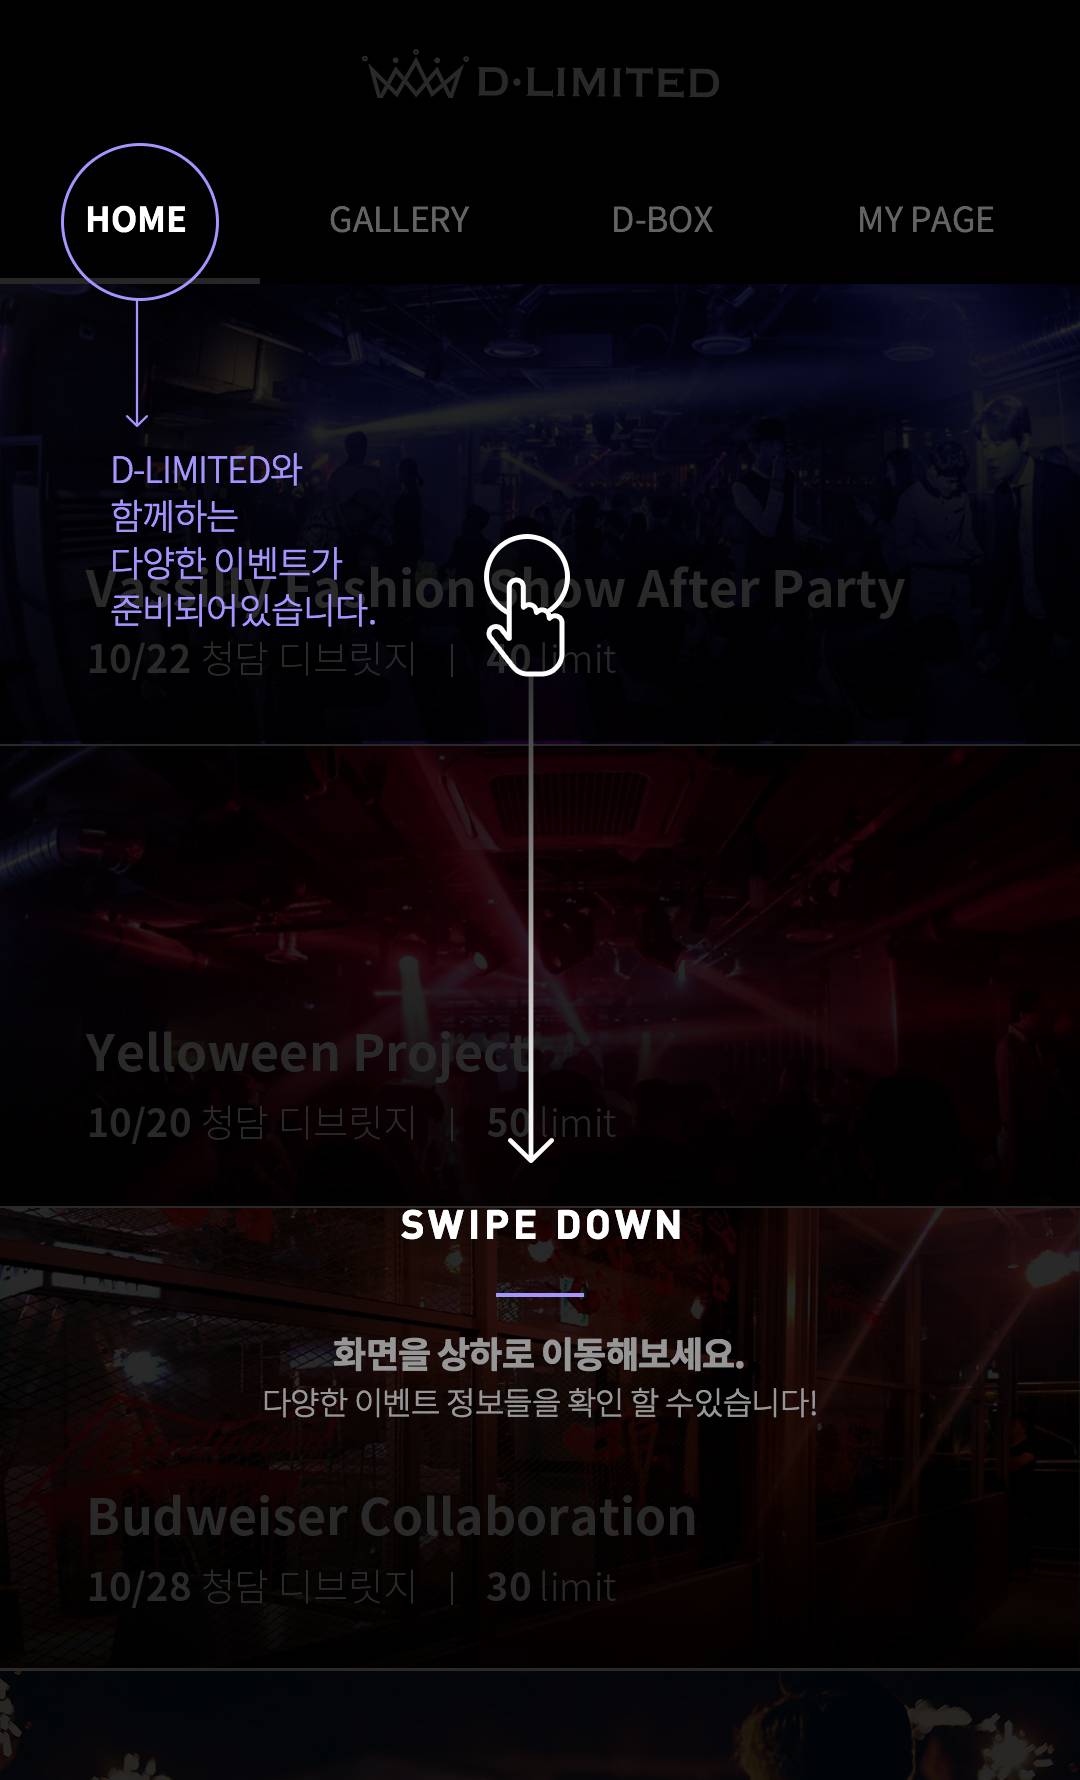 D·LIMITED
HOME GALLERY D-BOX MY PAGE
D-LIMITED와
함께하는
다양한 이벤트가
준비되어있습니다.
Vassilly Fashion Show After Party
10/22 청담 디브릿지 | 40 limit
Yelloween Project
10/20 청담 디브릿지 | 50 limit
SWIPE DOWN
화면을 상하로 이동해보세요.
다양한 이벤트 정보들을 확인 할 수있습니다!
Budweiser Collaboration
10/28 청담 디브릿지 | 30 limit